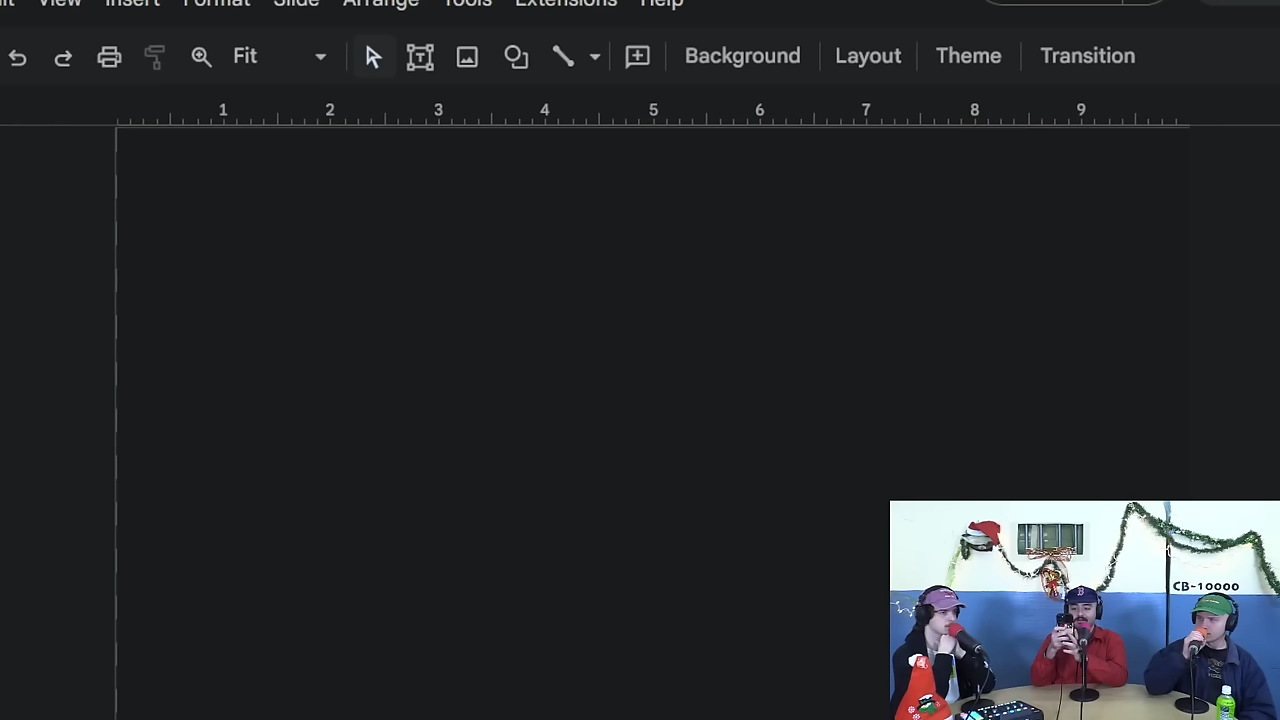 View Insert Format Slide Arrange Tools Extensions Help
Fit Background Layout Theme Transition
1 2 3 4 5 6 7 8 9
CB-10000
B